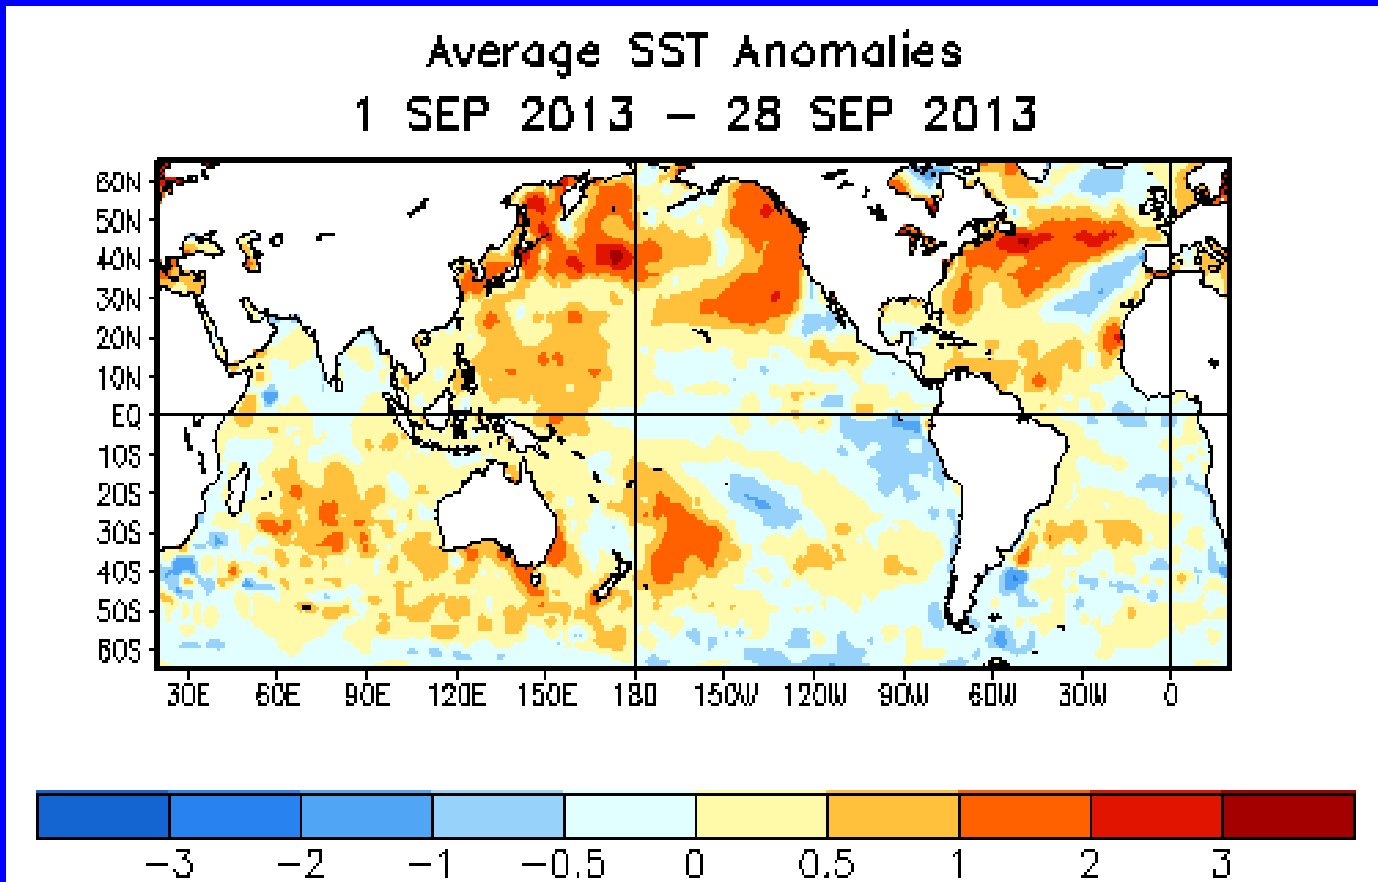 Average SST Anomalies
1 SEP 2013 – 28 SEP 2013
60N
50N
40N
30N
20N
10N
EQ
10S
20S
30S
40S
50S
60S
30E 60E 90E 120E 150E 180 150W 120W 90W 60W 30W 0
−3 −2 −1 −0.5 0 0.5 1 2 3